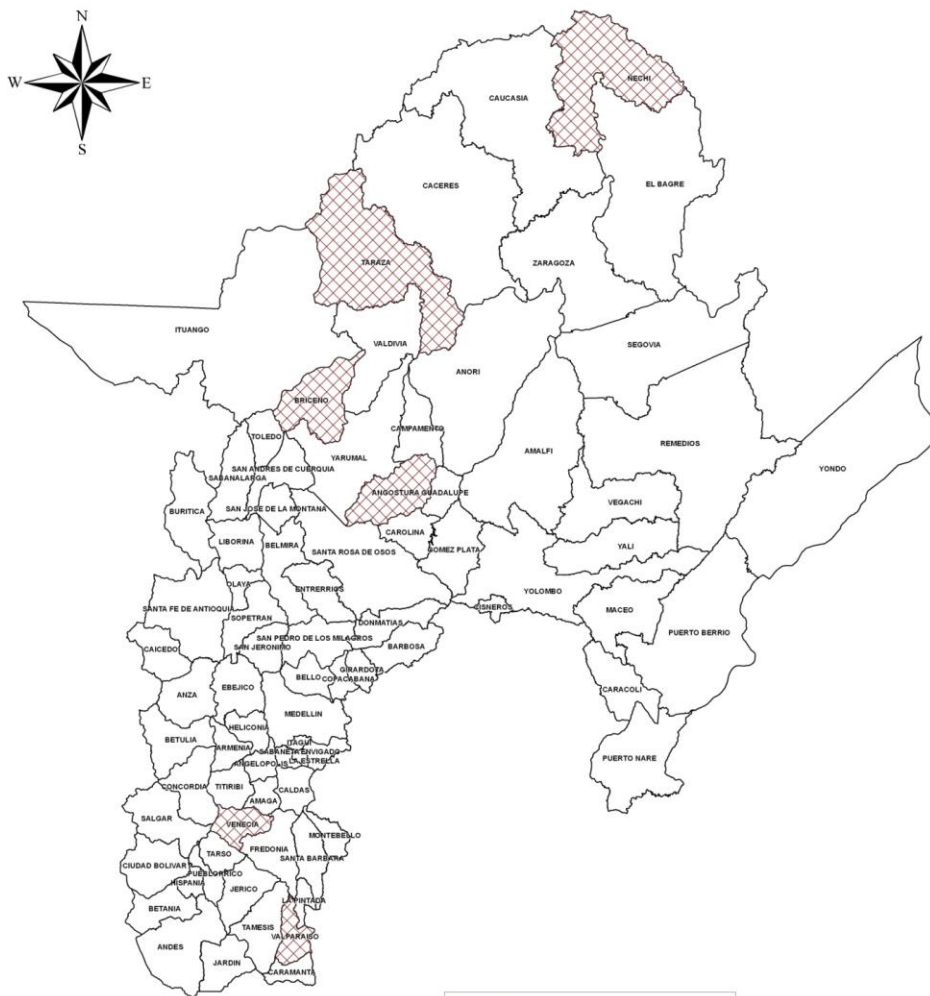 N
W E
S
NECHI
CAUCASIA
EL BAGRE
CACERES
TARAZA
ZARAGOZA
ITUANGO
VALDIVIA
SEGOVIA
ANORI
BRICENO
CAMPAMENTO
TOLEDO
YARUMAL
REMEDIOS
AMALFI
YONDO
SAN ANDRES DE CUERQUIA
SABANALARGA
ANGOSTURA GUADALUPE
VEGACHI
BURITICA
SAN JOSE DE LA MONTANA
CAROLINA
LIBORINA
BELMIRA
SANTA ROSA DE OSOS
GOMEZ PLATA
YALI
OLAYA
ENTRERRIOS
YOLOMBO
SANTA FE DE ANTIOQUIA
CISNEROS
MACEO
SOPETRAN
DONMATIAS
PUERTO BERRIO
SAN PEDRO DE LOS MILAGROS
CAICEDO
SAN JERONIMO
BARBOSA
GIRARDOTA
BELLO
COPACABANA
EBEJICO
CARACOLI
ANZA
MEDELLIN
HELICONIA
BETULIA
ARMENIA
ITAGUI
SABANETA ENVIGADO
LA ESTRELLA
PUERTO NARE
ANGELOPOLIS
CONCORDIA
TITIRIBI
CALDAS
AMAGA
SALGAR
VENECIA
MONTEBELLO
FREDONIA
TARSO
SANTA BARBARA
CIUDAD BOLIVAR
PUEBLORRICO
HISPANIA
JERICO
LA PINTADA
BETANIA
TAMESIS
VALPARAISO
ANDES
JARDIN
CARAMANTA